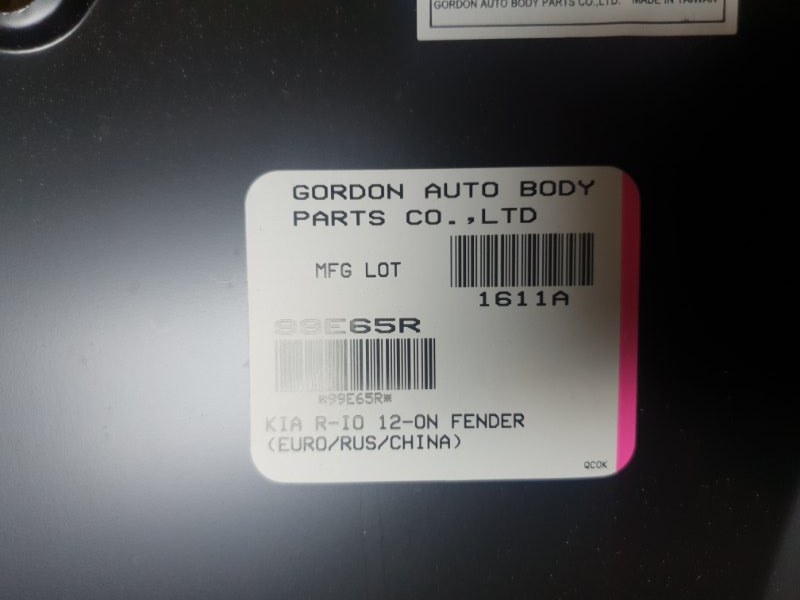 GORDON AUTO BODY PARTS CO.,LTD. MADE IN TAIWAN
GORDON AUTO BODY
PARTS CO.,LTD
MFG LOT
1611A
99E65R
*99E65R*
KIA R-IO 12-ON FENDER
(EURO/RUS/CHINA)
QCOK